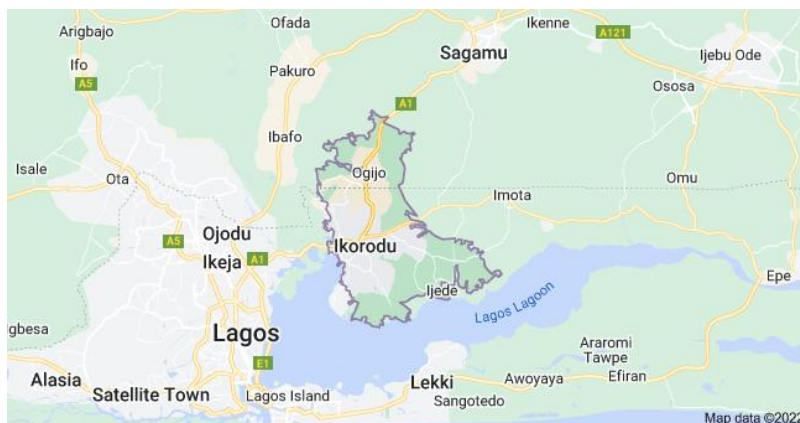 Arigbajo
Ofada
Ikenne
A121
Ifo
Sagamu
Ijebu Ode
A5
Pakuro
Ososa
A1
Ibafo
Isale
Ota
Ogijo
Omu
Imota
Ojodu
A5
Ikorodu
Ikeja
A1
Epe
Ijede
Lagos Lagoon
gbesa
Lagos
Araromi
Tawpe
E1
Alasia
Lekki
Awoyaya
Efiran
Satellite Town
Lagos Island
Sangotedo
Map data ©2022